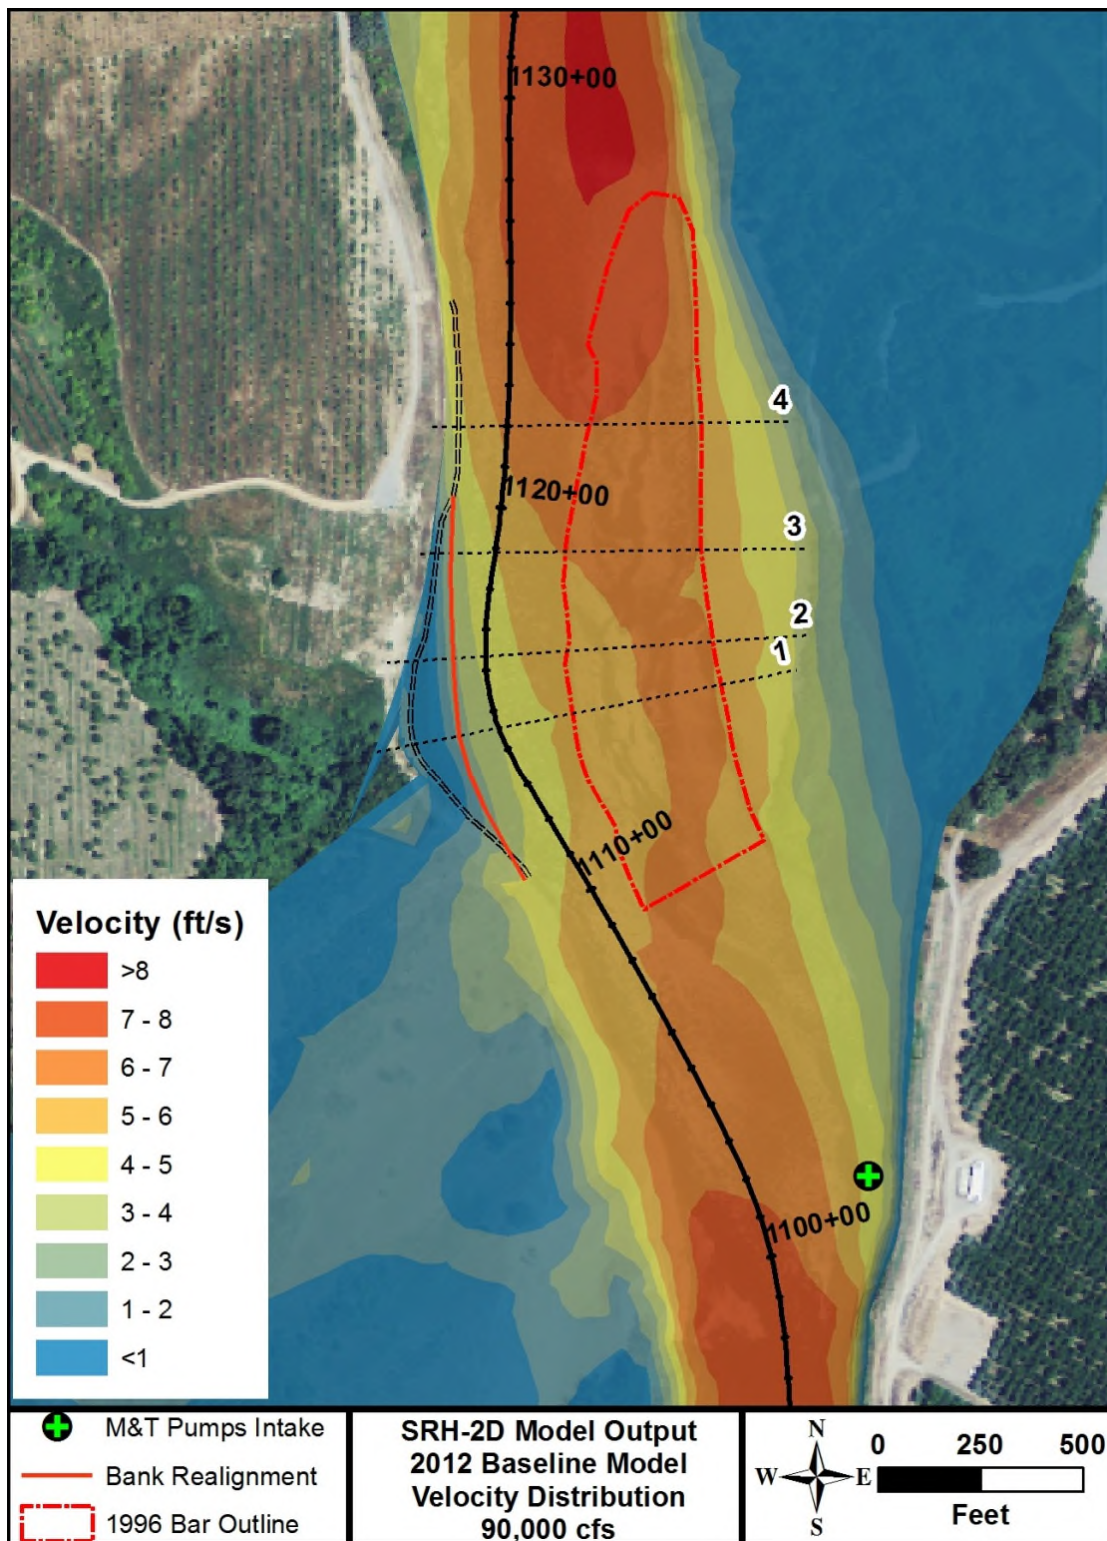 1130+00
4
1120+00
3
2
1
1110+00
1100+00
Velocity (ft/s)
>8
7 - 8
6 - 7
5 - 6
4 - 5
3 - 4
2 - 3
1 - 2
<1
M&T Pumps Intake
Bank Realignment
1996 Bar Outline
SRH-2D Model Output
2012 Baseline Model
Velocity Distribution
90,000 cfs
N
W E
S
0 250 500
Feet